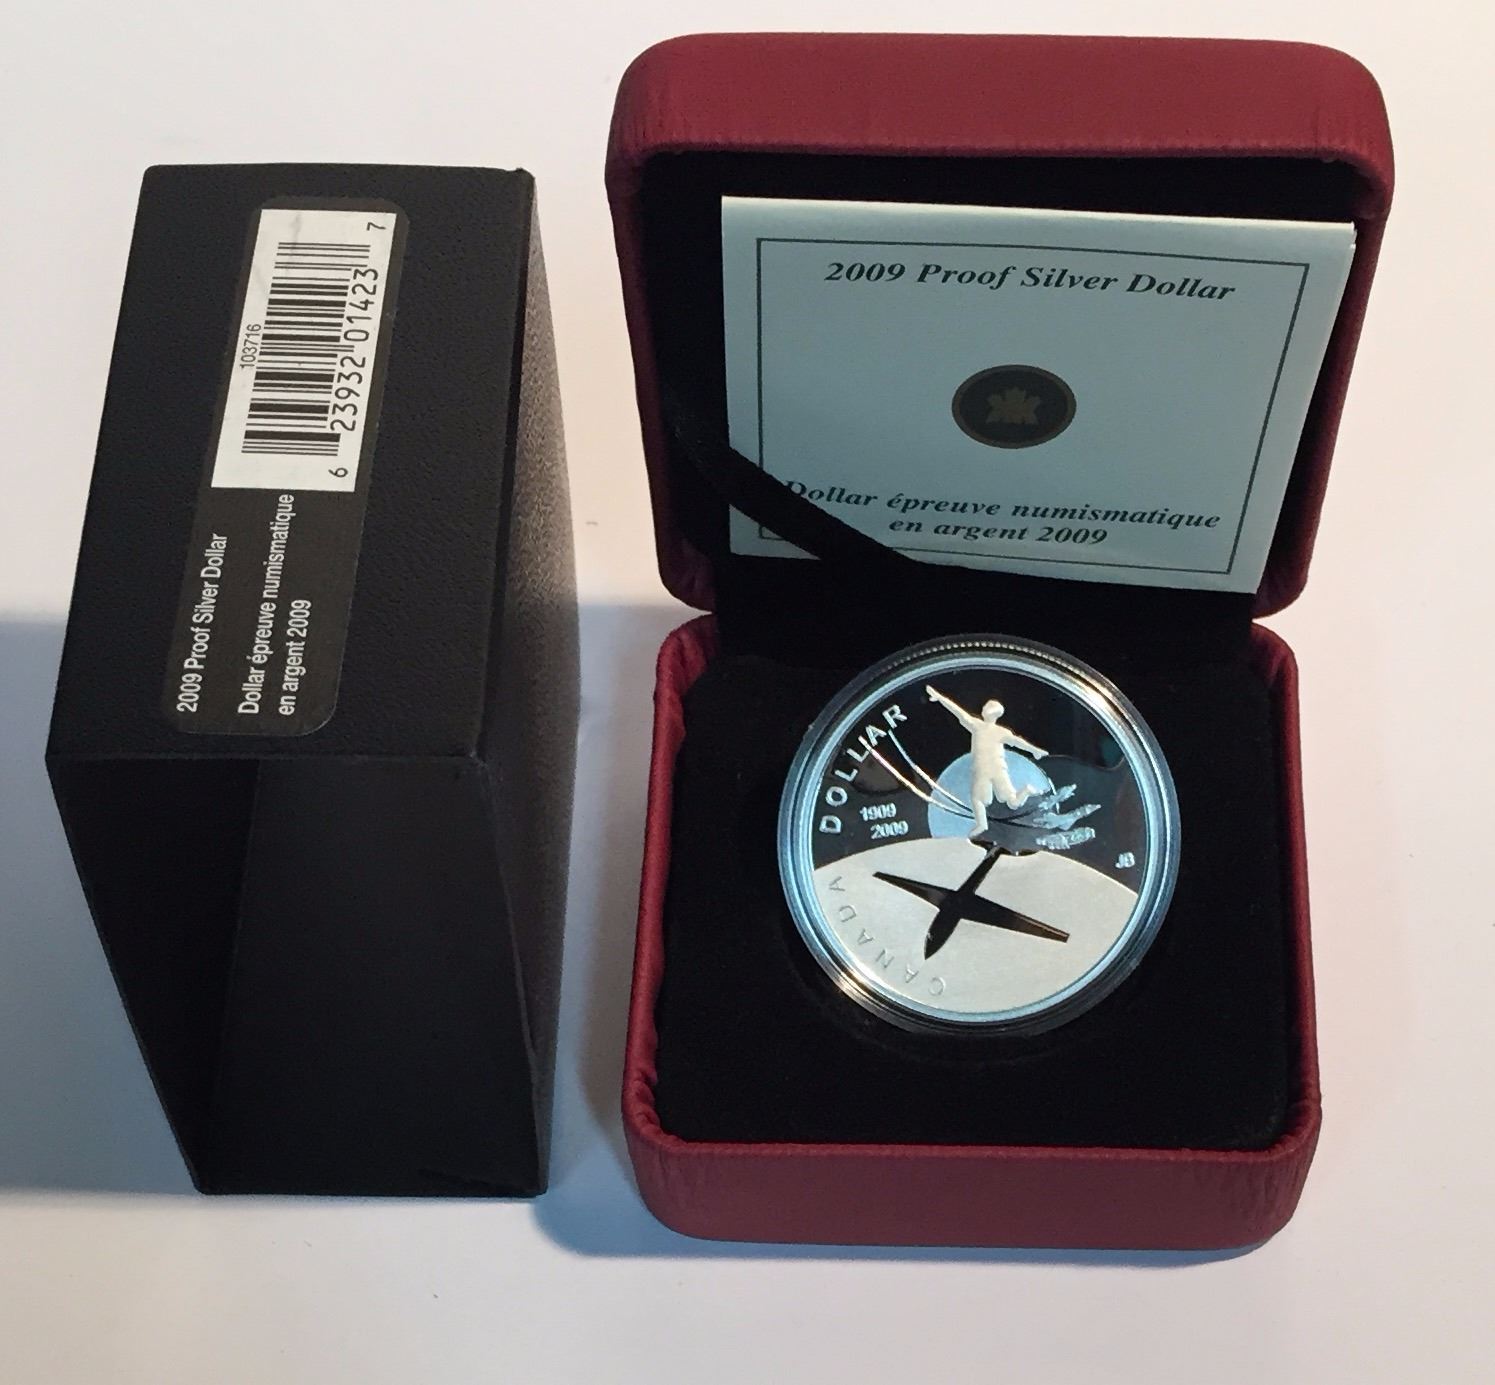 103716
6 23932 01423 7
2009 Proof Silver Dollar
Dollar épreuve numismatique
en argent 2009
2009 Proof Silver Dollar
Dollar épreuve numismatique
en argent 2009
DOLLAR
1909
2009
JB
CANADA